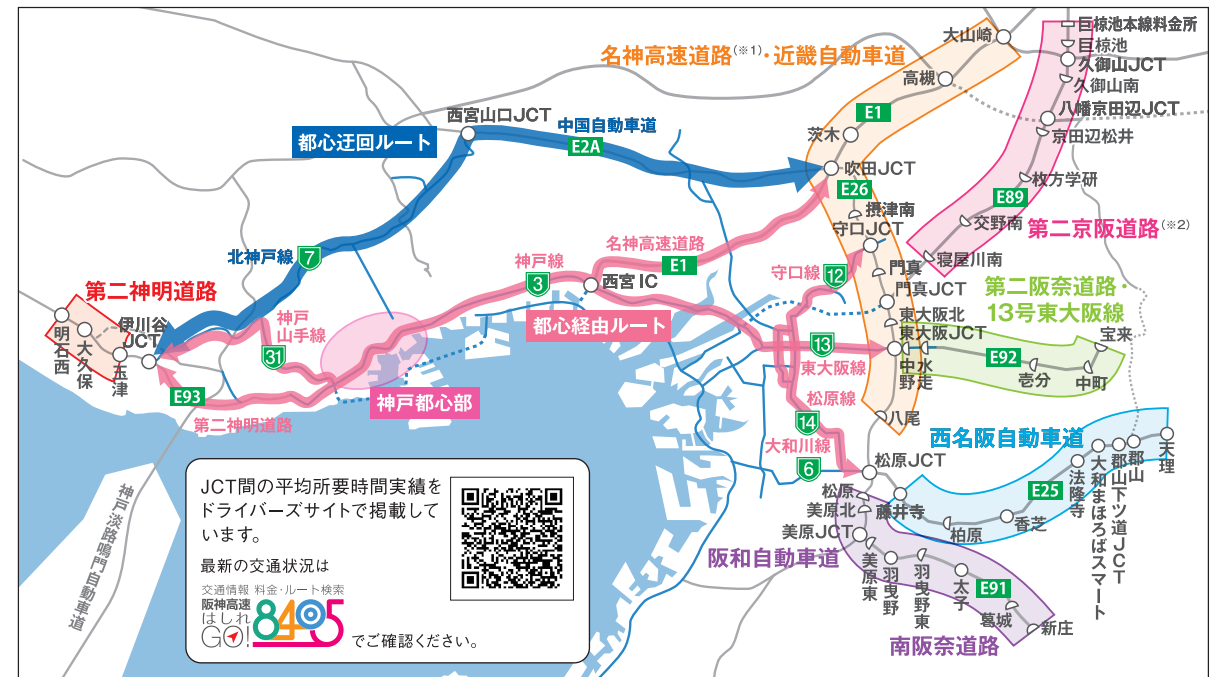 大山崎
名神高速道路(※1)・近畿自動車道
高槻
E1
茨木
巨椋池本線料金所
巨椋池
久御山JCT
久御山南
八幡京田辺JCT
京田辺松井
枚方学研
E89
交野南
第二京阪道路(※2)
寝屋川南
西宮山口JCT
都心迂回ルート
中国自動車道
E2A
吹田JCT
E26
摂津南
守口JCT
名神高速道路
E1
北神戸線
7
神戸線
3
西宮IC
守口線
12
門真
門真JCT
第二阪奈道路・
13号東大阪線
第二神明道路
明石西
大久保
玉津
伊川谷
JCT
神戸
山手線
31
都心経由ルート
東大阪北
東大阪JCT
13
東大阪線
中野
水走
E92
壱分
中町
宝来
E93
第二神明道路
神戸都心部
松原線
14
大和川線
6
八尾
松原JCT
西名阪自動車道
松原
美原北
美原JCT
藤井寺
柏原
香芝
E25
法隆寺
大和まほろばスマート
郡山下ツ道JCT
郡山
天理
阪和自動車道
美原東
羽曳野
羽曳野東
太子
E91
葛城
新庄
南阪奈道路
神戸淡路鳴門自動車道
JCT間の平均所要時間実績を
ドライバーズサイトで掲載して
います。
最新の交通状況は
交通情報 料金・ルート検索
阪神高速
はしれ
GO!
8405
でご確認ください。